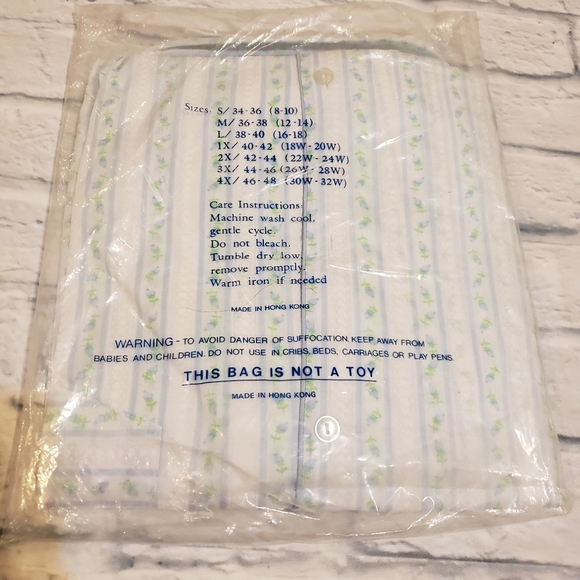 Sizes: S/ 34-36 (8-10)
M/ 36-38 (12-14)
L/ 38-40 (16-18)
1X/ 40-42 (18W-20W)
2X/ 42-44 (22W-24W)
3X/ 44-46 (26W-28W)
4X/ 46-48 (30W-32W)
Care Instructions:
Machine wash cool,
gentle cycle.
Do not bleach.
Tumble dry low,
remove promptly.
Warm iron if needed
MADE IN HONG KONG
WARNING - TO AVOID DANGER OF SUFFOCATION, KEEP AWAY FROM
BABIES AND CHILDREN. DO NOT USE IN CRIBS, BEDS, CARRIAGES OR PLAY PENS.
THIS BAG IS NOT A TOY
MADE IN HONG KONG